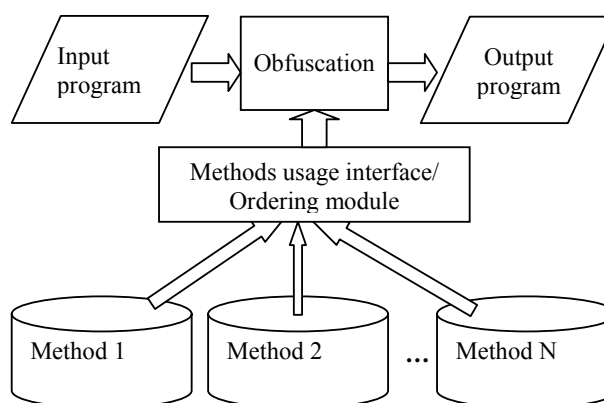 Input
program
Obfuscation
Output
program
Methods usage interface/
Ordering module
Method 1
Method 2
...
Method N